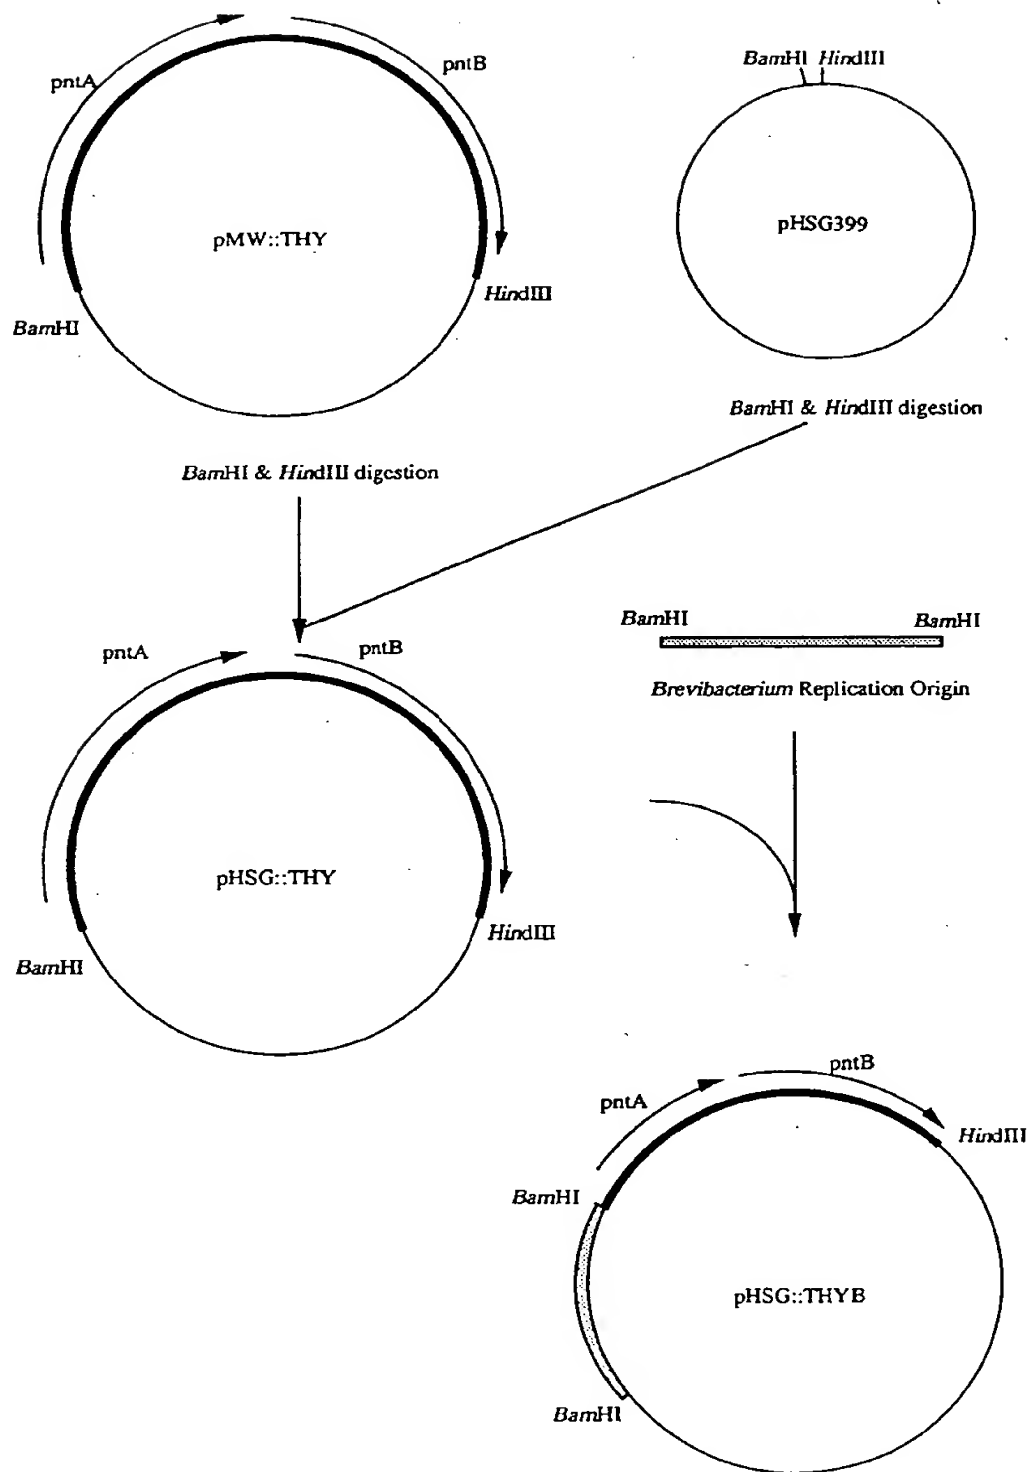 pntA
pntB
BamHI HindIII
pMW::THY
pHSG399
HindIII
BamHI
BamHI & HindIII digestion
BamHI & HindIII digestion
BamHI BamHI
pntA
pntB
Brevibacterium Replication Origin
pHSG::THY
HindIII
BamHI
pntB
pntA
HindIII
BamHI
pHSG::THYB
BamHI